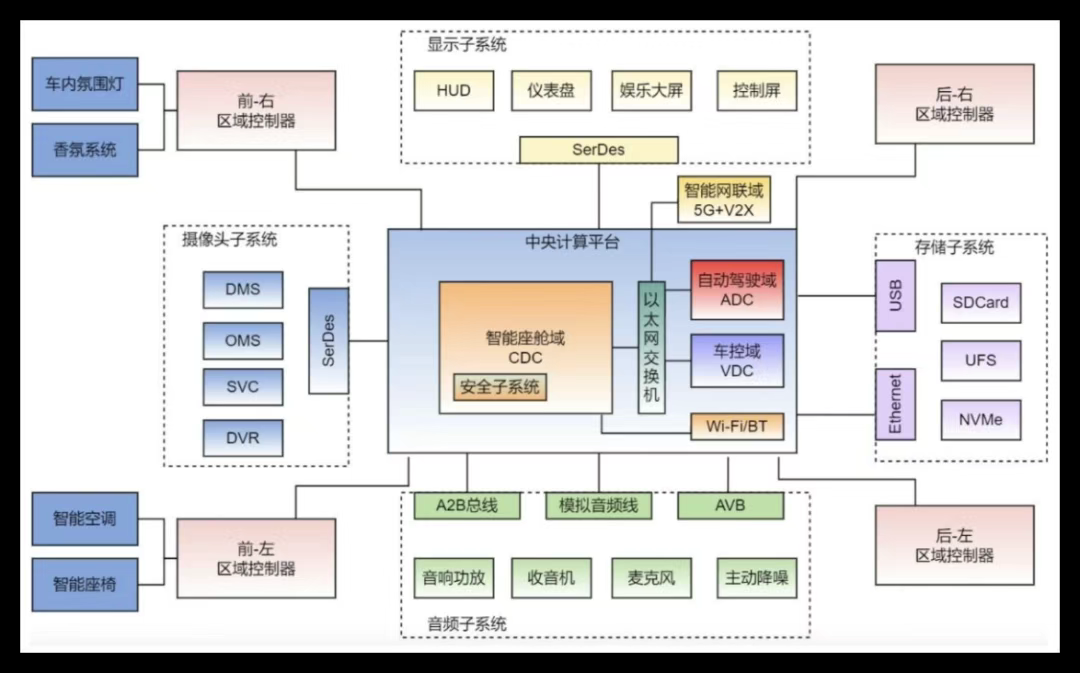 显示子系统
HUD
仪表盘
娱乐大屏
控制屏
SerDes
车内氛围灯
香氛系统
前-右
区域控制器
后-右
区域控制器
智能网联域
5G+V2X
摄像头子系统
DMS
OMS
SVC
DVR
SerDes
中央计算平台
智能座舱域
CDC
安全子系统
以太网交换机
自动驾驶域
ADC
车控域
VDC
Wi-Fi/BT
存储子系统
USB
Ethernet
SDCard
UFS
NVMe
智能空调
智能座椅
前-左
区域控制器
A2B总线
模拟音频线
AVB
音响功放
收音机
麦克风
主动降噪
音频子系统
后-左
区域控制器